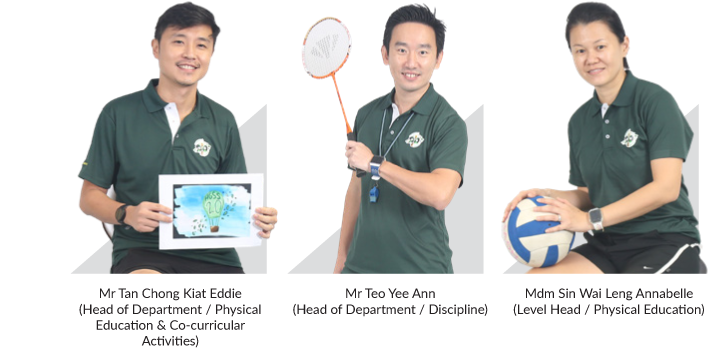 Mr Tan Chong Kiat Eddie
(Head of Department / Physical
Education & Co-curricular
Activities)
Mr Teo Yee Ann
(Head of Department / Discipline)
Mdm Sin Wai Leng Annabelle
(Level Head / Physical Education)